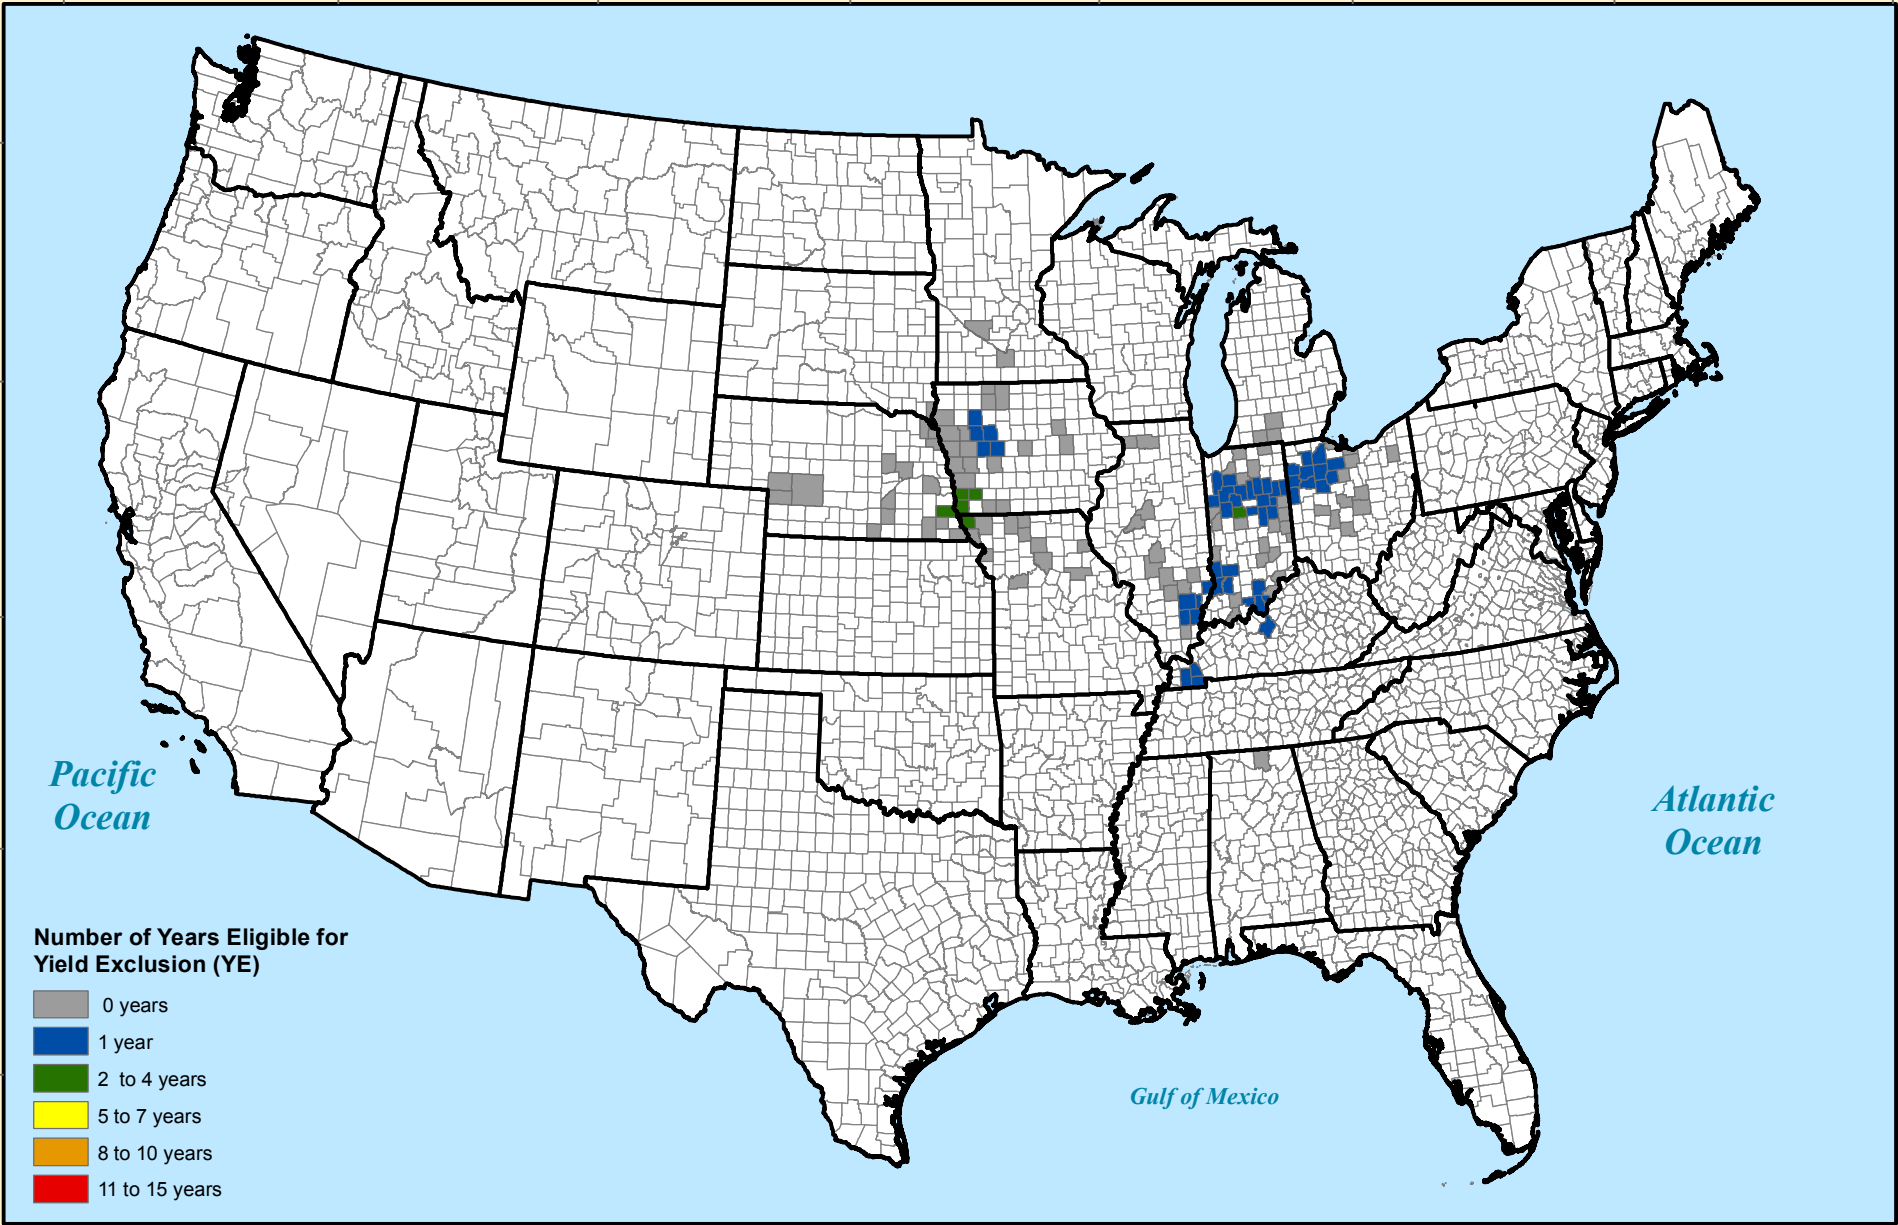 Pacific
Ocean
Atlantic
Ocean
Gulf of Mexico
Number of Years Eligible for
Yield Exclusion (YE)
0 years
1 year
2 to 4 years
5 to 7 years
8 to 10 years
11 to 15 years